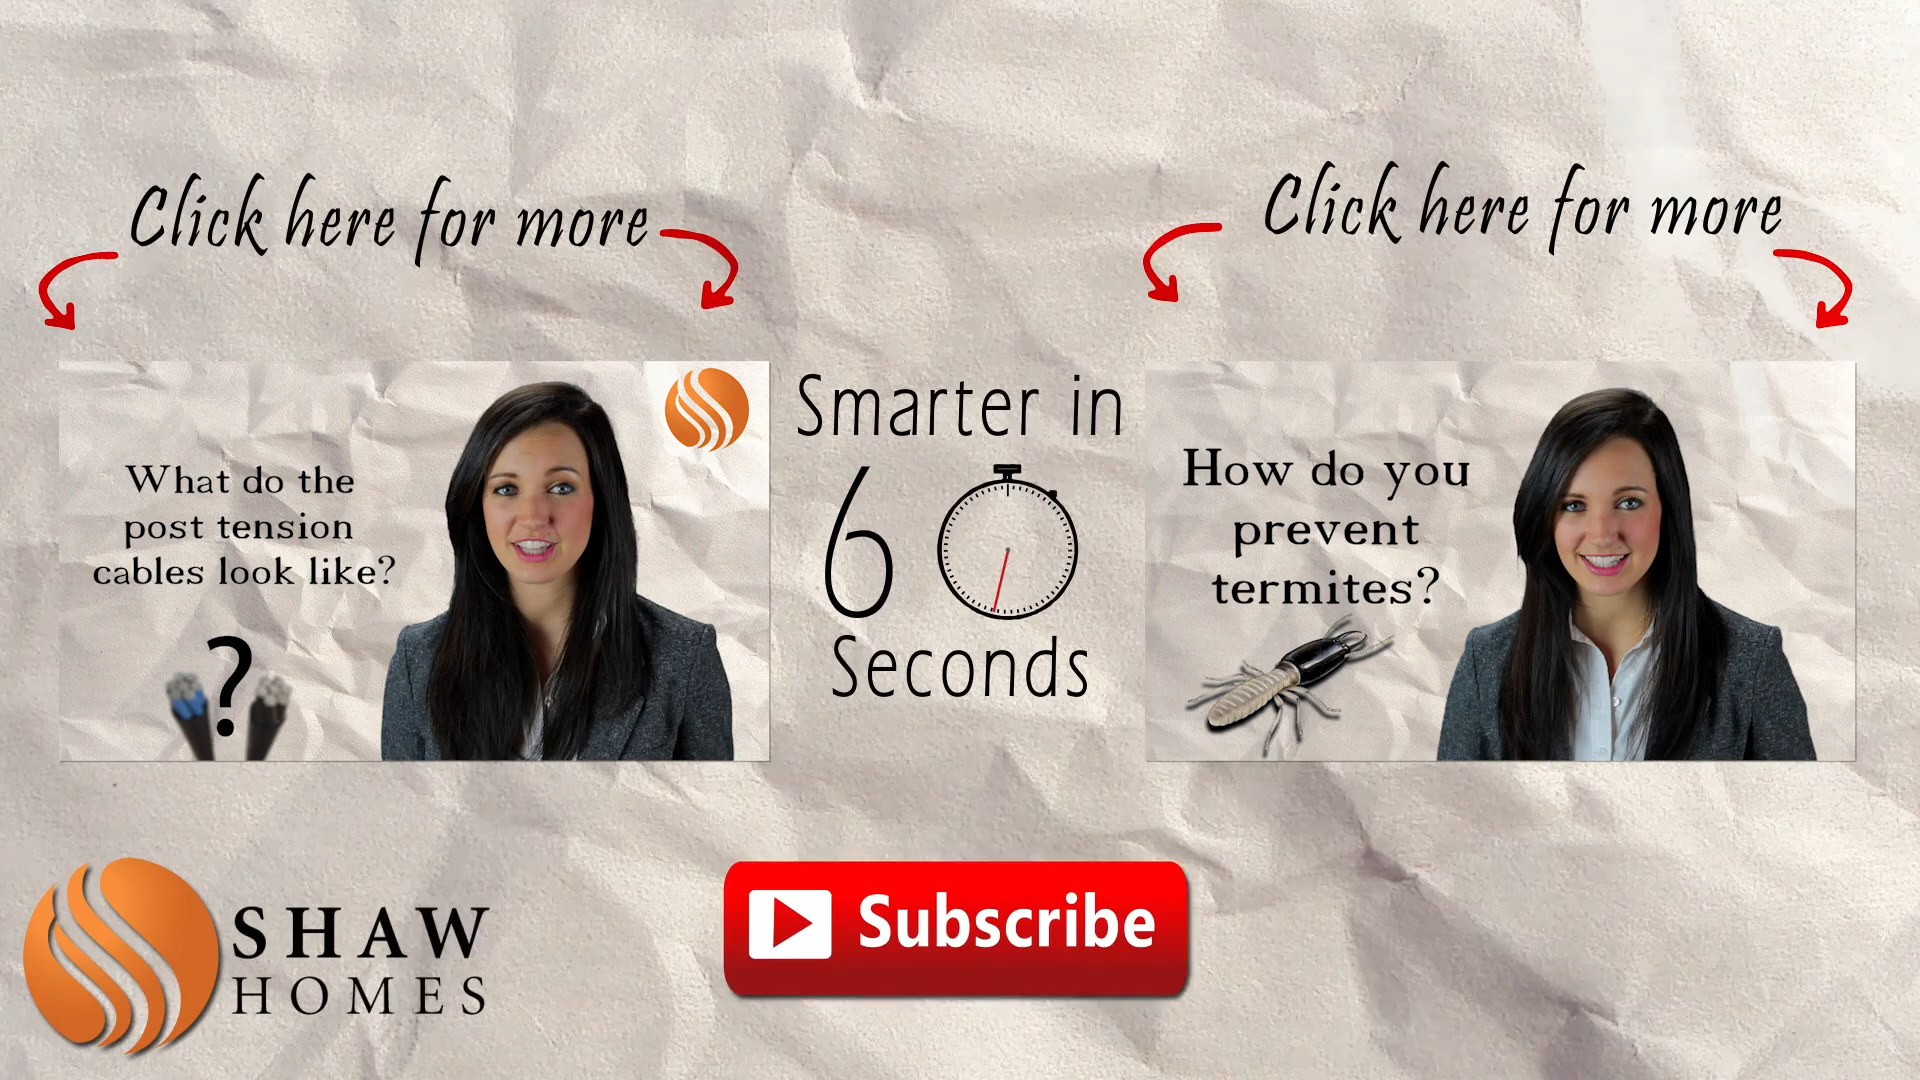 Click here for more
Click here for more
What do the
post tension
cables look like?
?
Smarter in
60
Seconds
How do you
prevent
termites?
SHAW
HOMES
Subscribe